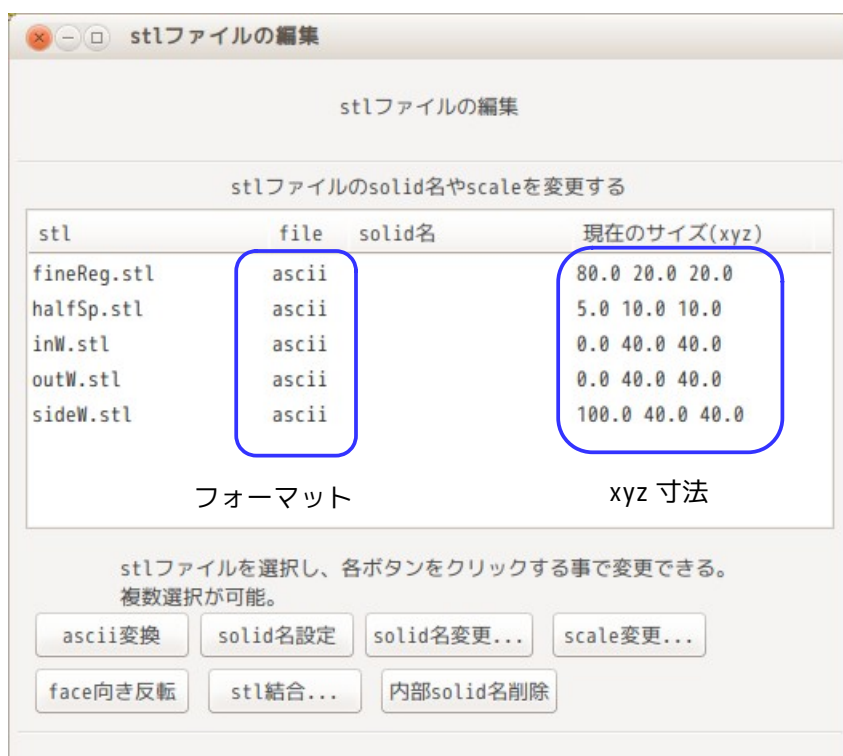 stlファイルの編集
stlファイルの編集
stlファイルのsolid名やscaleを変更する
stl file solid名 現在のサイズ(xyz)
fineReg.stl ascii 80.0 20.0 20.0
halfSp.stl ascii 5.0 10.0 10.0
inW.stl ascii 0.0 40.0 40.0
outW.stl ascii 0.0 40.0 40.0
sideW.stl ascii 100.0 40.0 40.0
フォーマット xyz 寸法
stlファイルを選択し、各ボタンをクリックする事で変更できる。
複数選択が可能。
ascii変換 solid名設定 solid名変更... scale変更...
face向き反転 stl結合... 内部solid名削除